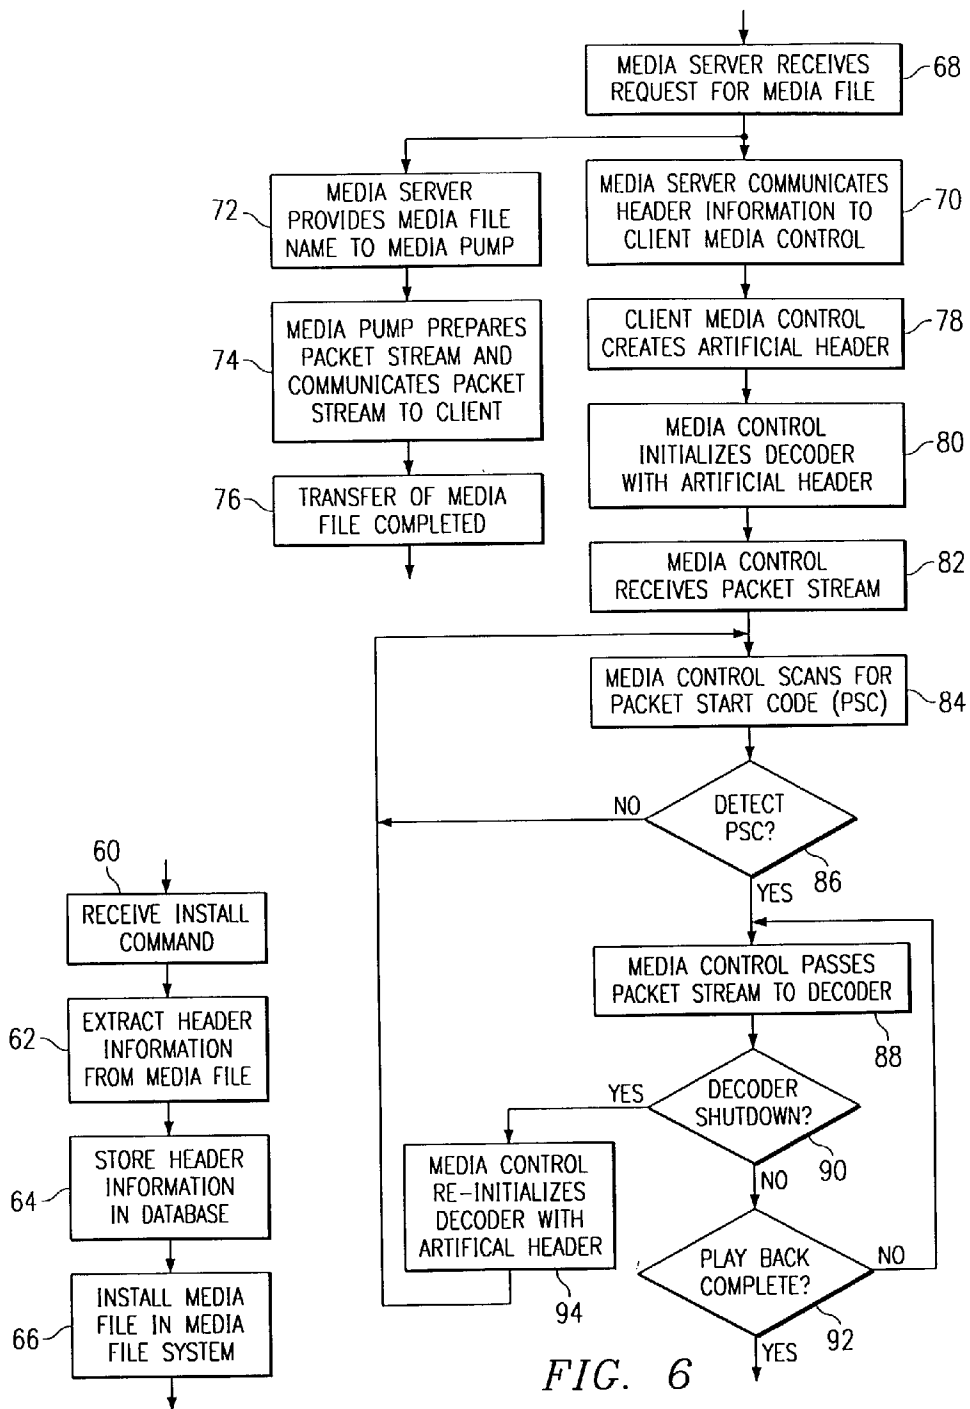 MEDIA SERVER RECEIVES
REQUEST FOR MEDIA FILE
68
MEDIA SERVER
PROVIDES MEDIA FILE
NAME TO MEDIA PUMP
72
MEDIA SERVER COMMUNICATES
HEADER INFORMATION TO
CLIENT MEDIA CONTROL
70
MEDIA PUMP PREPARES
PACKET STREAM AND
COMMUNICATES PACKET
STREAM TO CLIENT
74
CLIENT MEDIA CONTROL
CREATES ARTIFICIAL HEADER
78
MEDIA CONTROL
INITIALIZES DECODER
WITH ARTIFICIAL HEADER
80
TRANSFER OF MEDIA
FILE COMPLETED
76
MEDIA CONTROL
RECEIVES PACKET STREAM
82
MEDIA CONTROL SCANS FOR
PACKET START CODE (PSC)
84
DETECT
PSC?
NO
86
YES
MEDIA CONTROL PASSES
PACKET STREAM TO DECODER
88
DECODER
SHUTDOWN?
YES
90
NO
MEDIA CONTROL
RE-INITIALIZES
DECODER WITH
ARTIFICAL HEADER
94
PLAY BACK
COMPLETE?
NO
92
YES
60
RECEIVE INSTALL
COMMAND
62
EXTRACT HEADER
INFORMATION
FROM MEDIA FILE
64
STORE HEADER
INFORMATION
IN DATABASE
66
INSTALL MEDIA
FILE IN MEDIA
FILE SYSTEM
FIG. 6